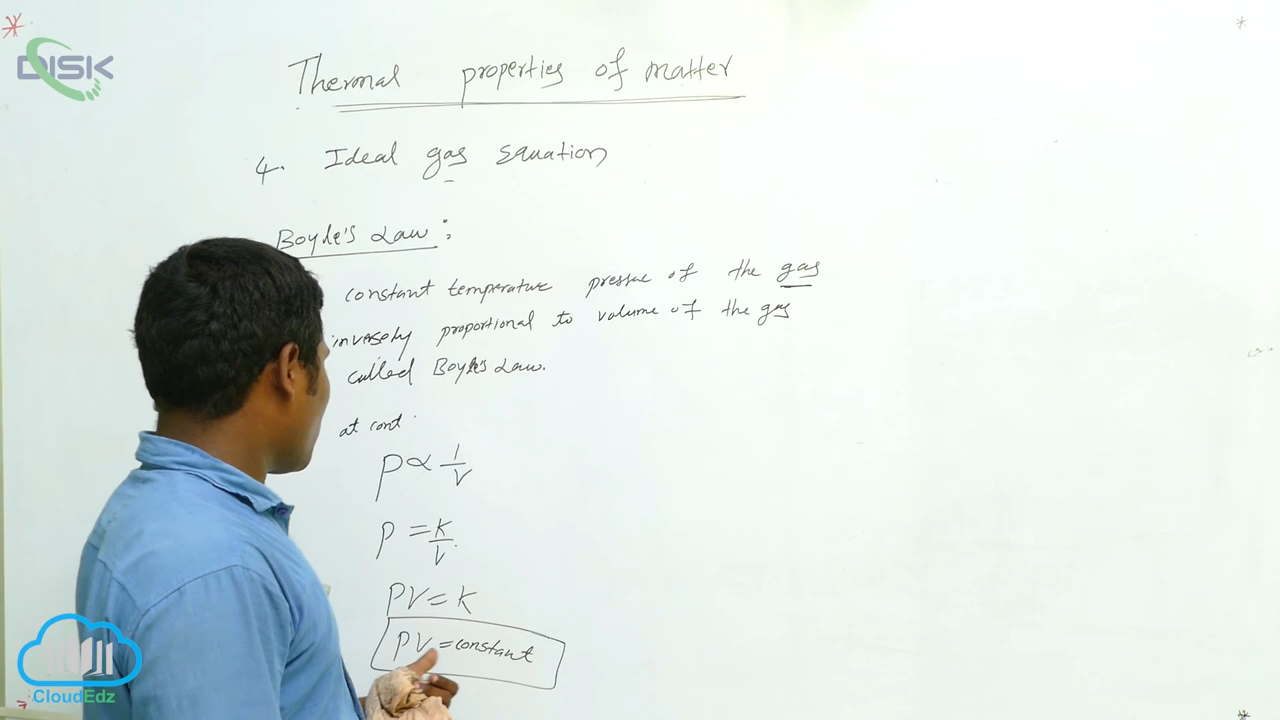 DISK
Thermal properties of matter
4. Ideal gas Equation
Boyle's Law :
constant temperature pressue of the gas
inversely proportional to volume of the gas
called Boyle's Law.
at cont
P ∝ 1/V
P = K/V
PV = K
PV = constant
CloudEdz